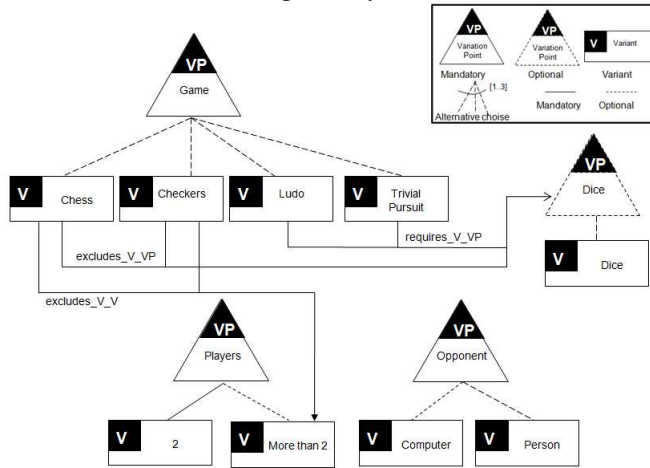 VP
Game
VP
Variation
Point
VP
Variation
Point
V
Variant
Mandatory
Optional
Variant
[1..3]
Alternative choise
Mandatory
Optional
V
Chess
V
Checkers
V
Ludo
V
Trivial
Pursuit
VP
Dice
requires_V_VP
excludes_V_VP
V
Dice
excludes_V_V
VP
Players
VP
Opponent
V
2
V
More than 2
V
Computer
V
Person